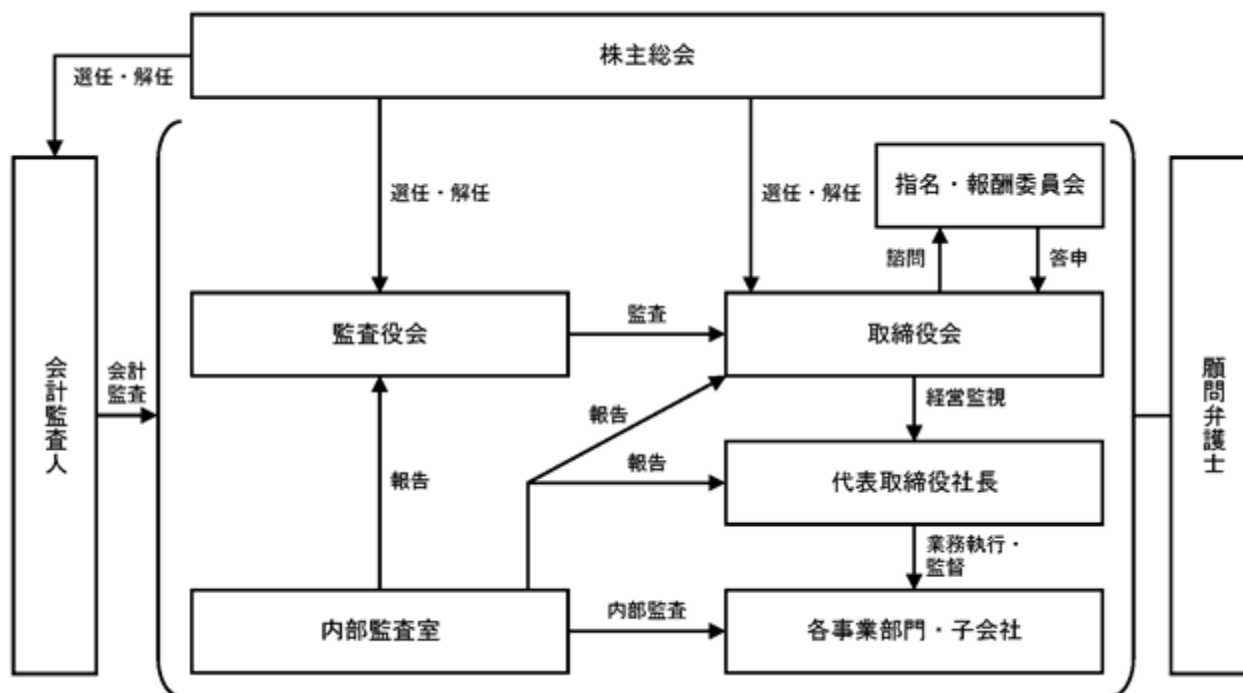 株主総会
選任・解任
選任・解任
選任・解任
指名・報酬委員会
諮問
答申
監査役会
監査
取締役会
会計監査人
会計
監査
顧問弁護士
経営監視
報告
報告
報告
代表取締役社長
業務執行・
監督
内部監査室
内部監査
各事業部門・子会社